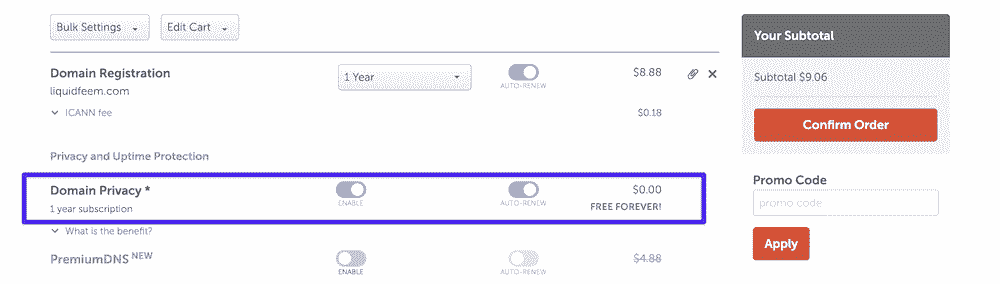 Bulk Settings
Edit Cart
Domain Registration
liquidfeem.com
1 Year
AUTO-RENEW
$8.88
ICANN fee
$0.18
Privacy and Uptime Protection
Domain Privacy *
1 year subscription
ENABLE
AUTO-RENEW
$0.00
FREE FOREVER!
What is the benefit?
PremiumDNS NEW
ENABLE
AUTO-RENEW
$4.88
Your Subtotal
Subtotal $9.06
Confirm Order
Promo Code
promo code
Apply